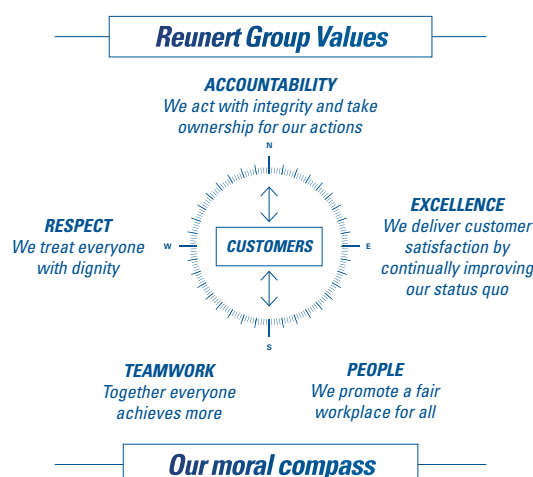 Reunert Group Values
ACCOUNTABILITY
We act with integrity and take
ownership for our actions
N
RESPECT
We treat everyone
with dignity
W
CUSTOMERS
E
EXCELLENCE
We deliver customer
satisfaction by
continually improving
our status quo
S
TEAMWORK
Together everyone
achieves more
PEOPLE
We promote a fair
workplace for all
Our moral compass